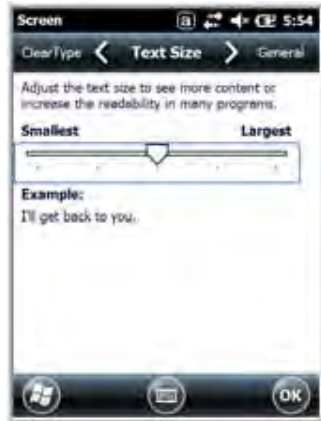 Screen 5:54
ClearType Text Size General
Adjust the text size to see more content or
increase the readability in many programs.
Smallest Largest
Example:
I'll get back to you.
OK